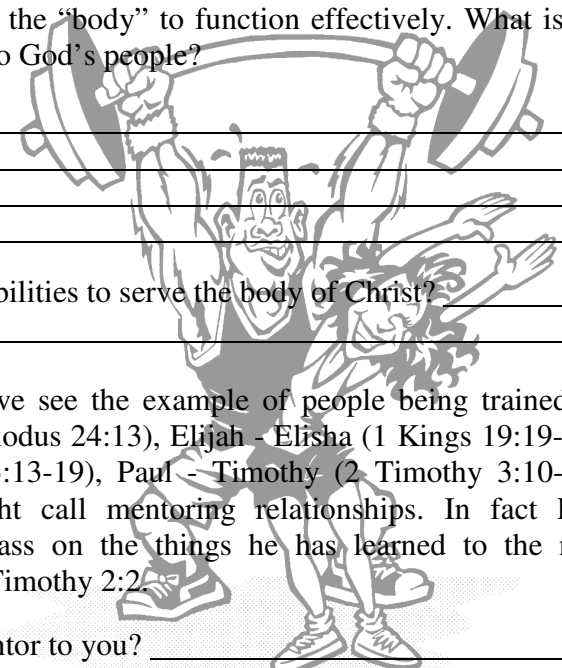 the “body” to function effectively. What is
o God’s people?
bilities to serve the body of Christ?
we see the example of people being trained
odus 24:13), Elijah - Elisha (1 Kings 19:19-
:13-19), Paul - Timothy (2 Timothy 3:10-
ht call mentoring relationships. In fact
ass on the things he has learned to the
Timothy 2:2.
ntor to you?